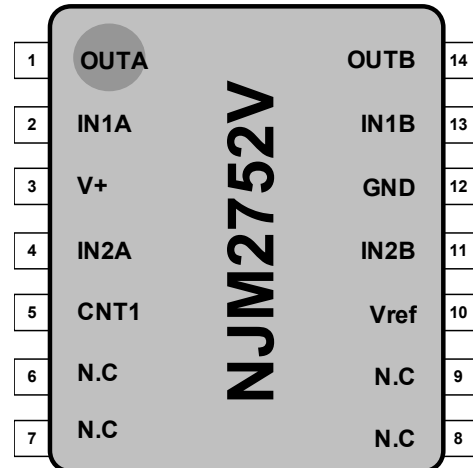 1 OUTA OUTB 14
2 IN1A IN1B 13
3 V+ GND 12
4 IN2A IN2B 11
5 CNT1 Vref 10
6 N.C N.C 9
7 N.C N.C 8
NJM2752V